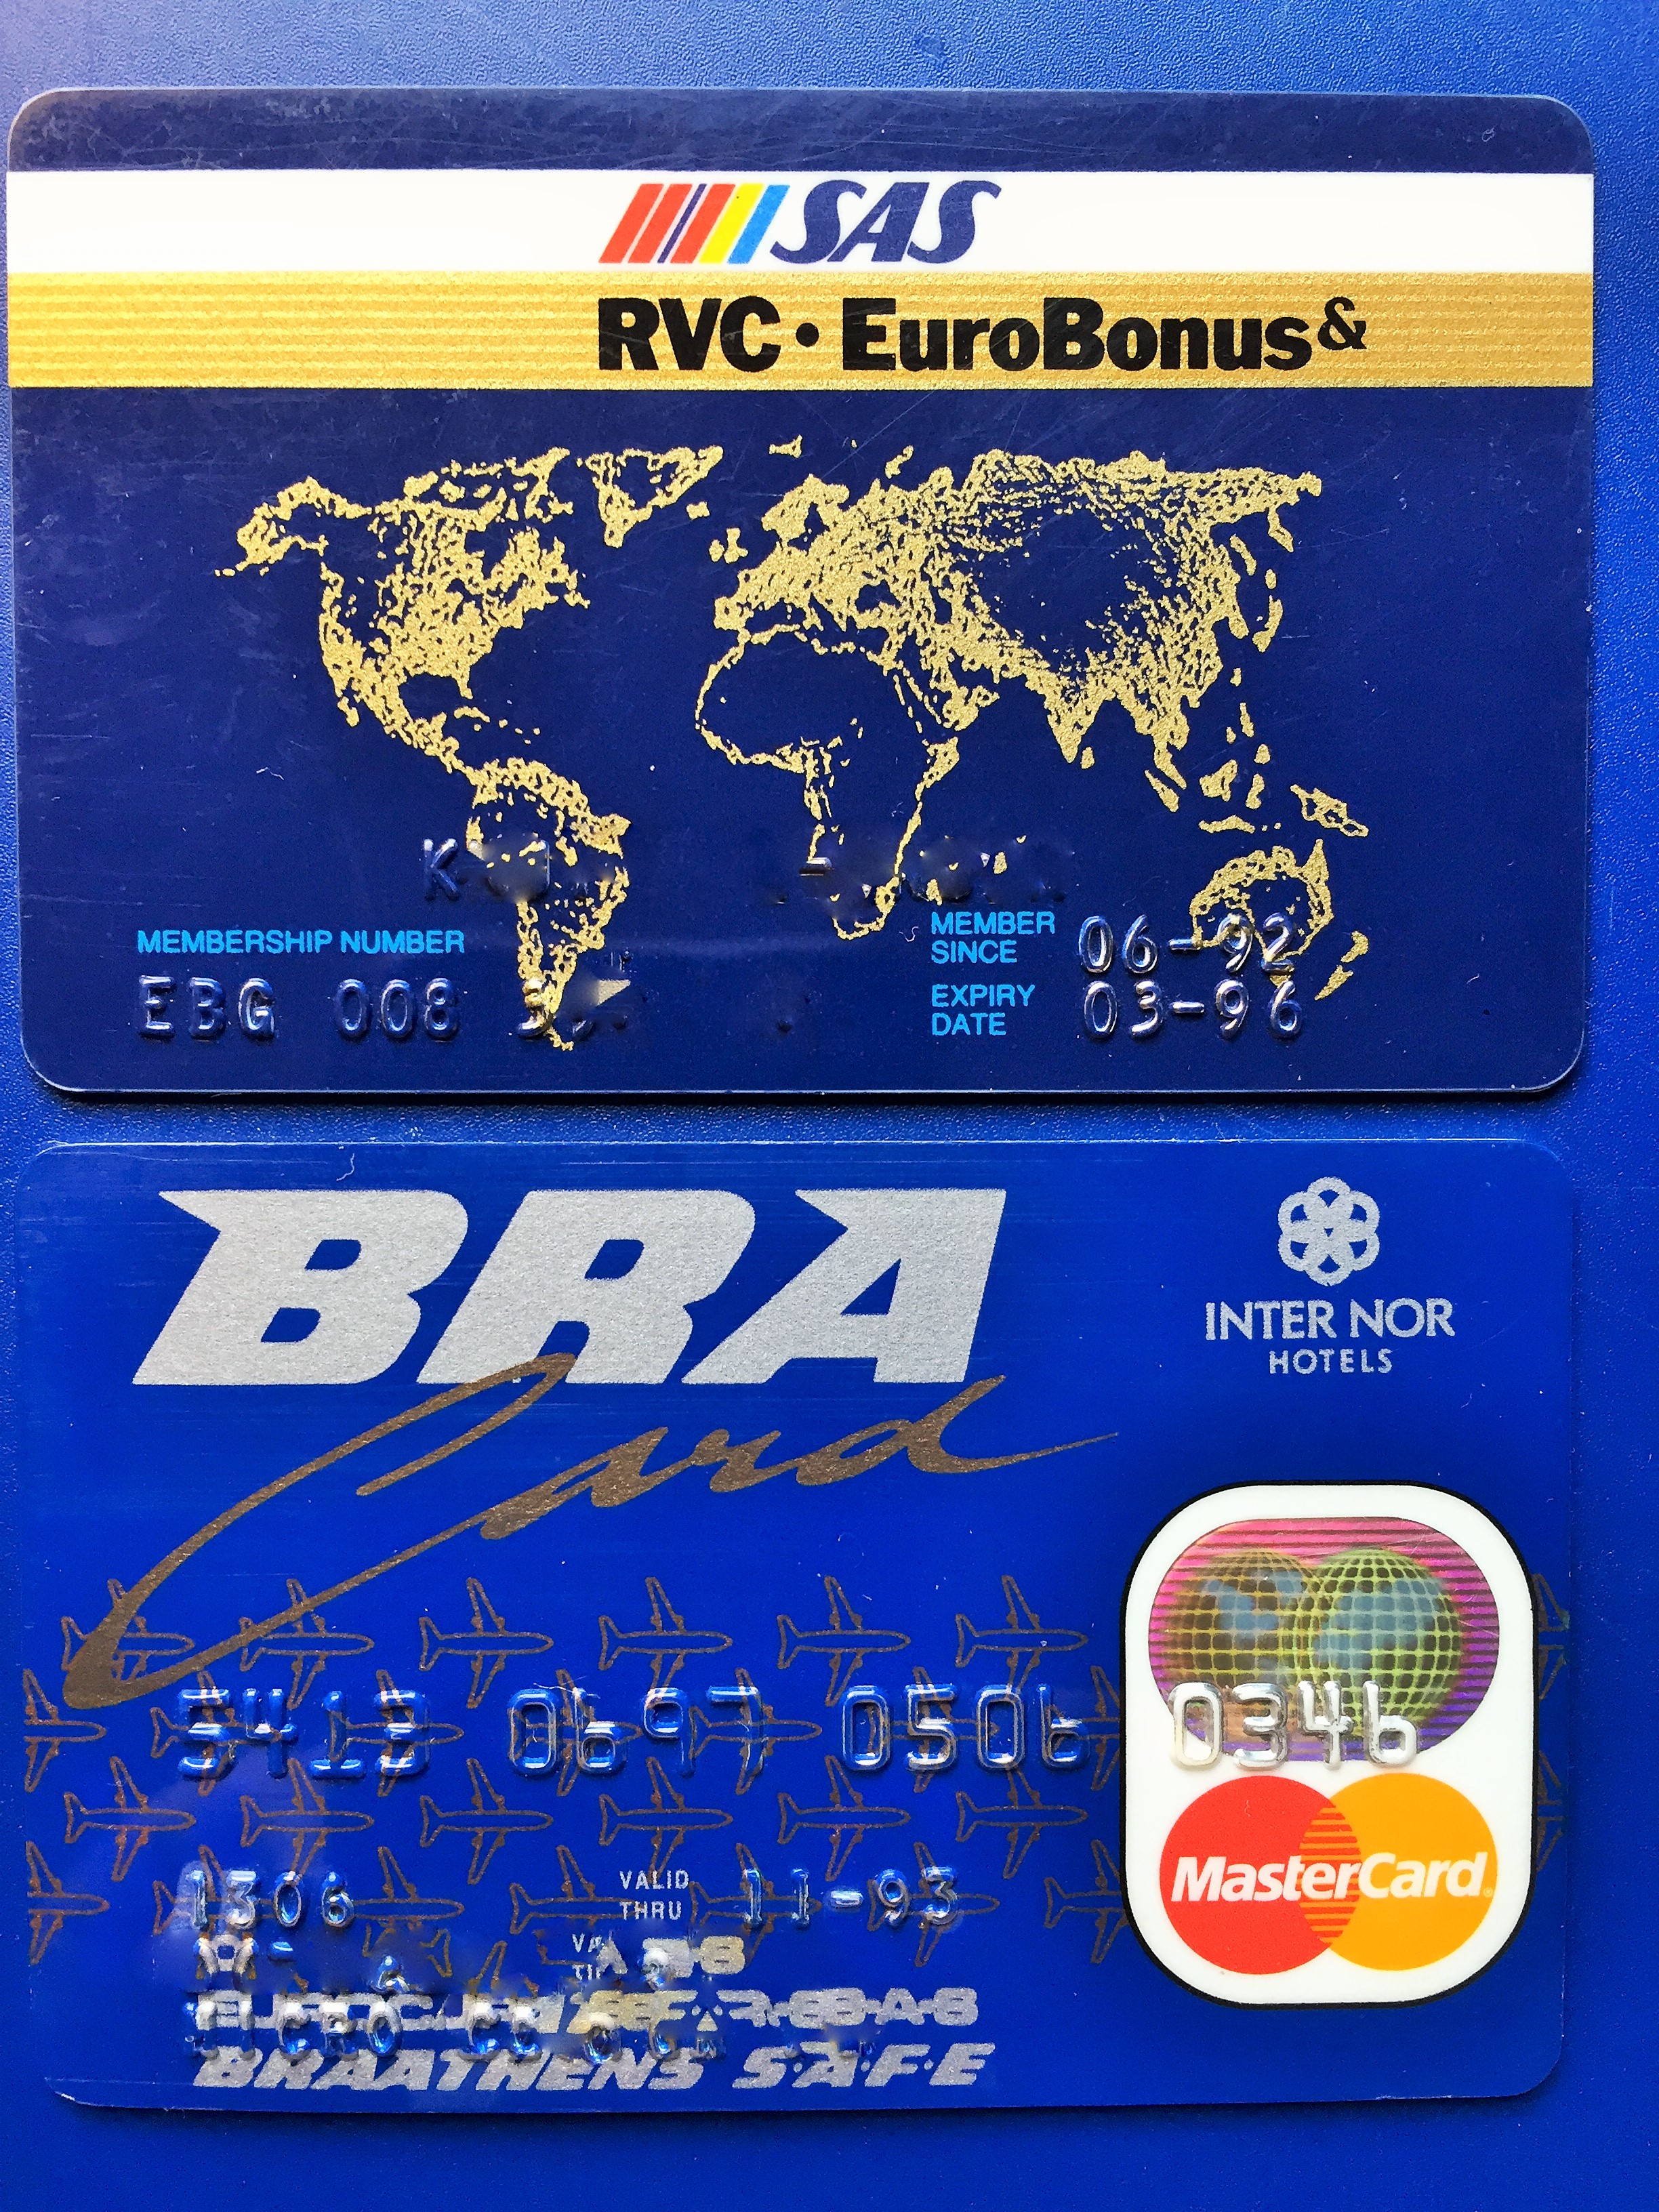 SAS
RVC•EuroBonus&
K
MEMBERSHIP NUMBER
EBG 008
MEMBER SINCE 06-92
EXPIRY DATE 03-96
BRA
Card
INTER NOR
HOTELS
5413 0697 0506 0346
MasterCard
1306 VALID THRU 11-93
BRAATHENS S·A·F·E